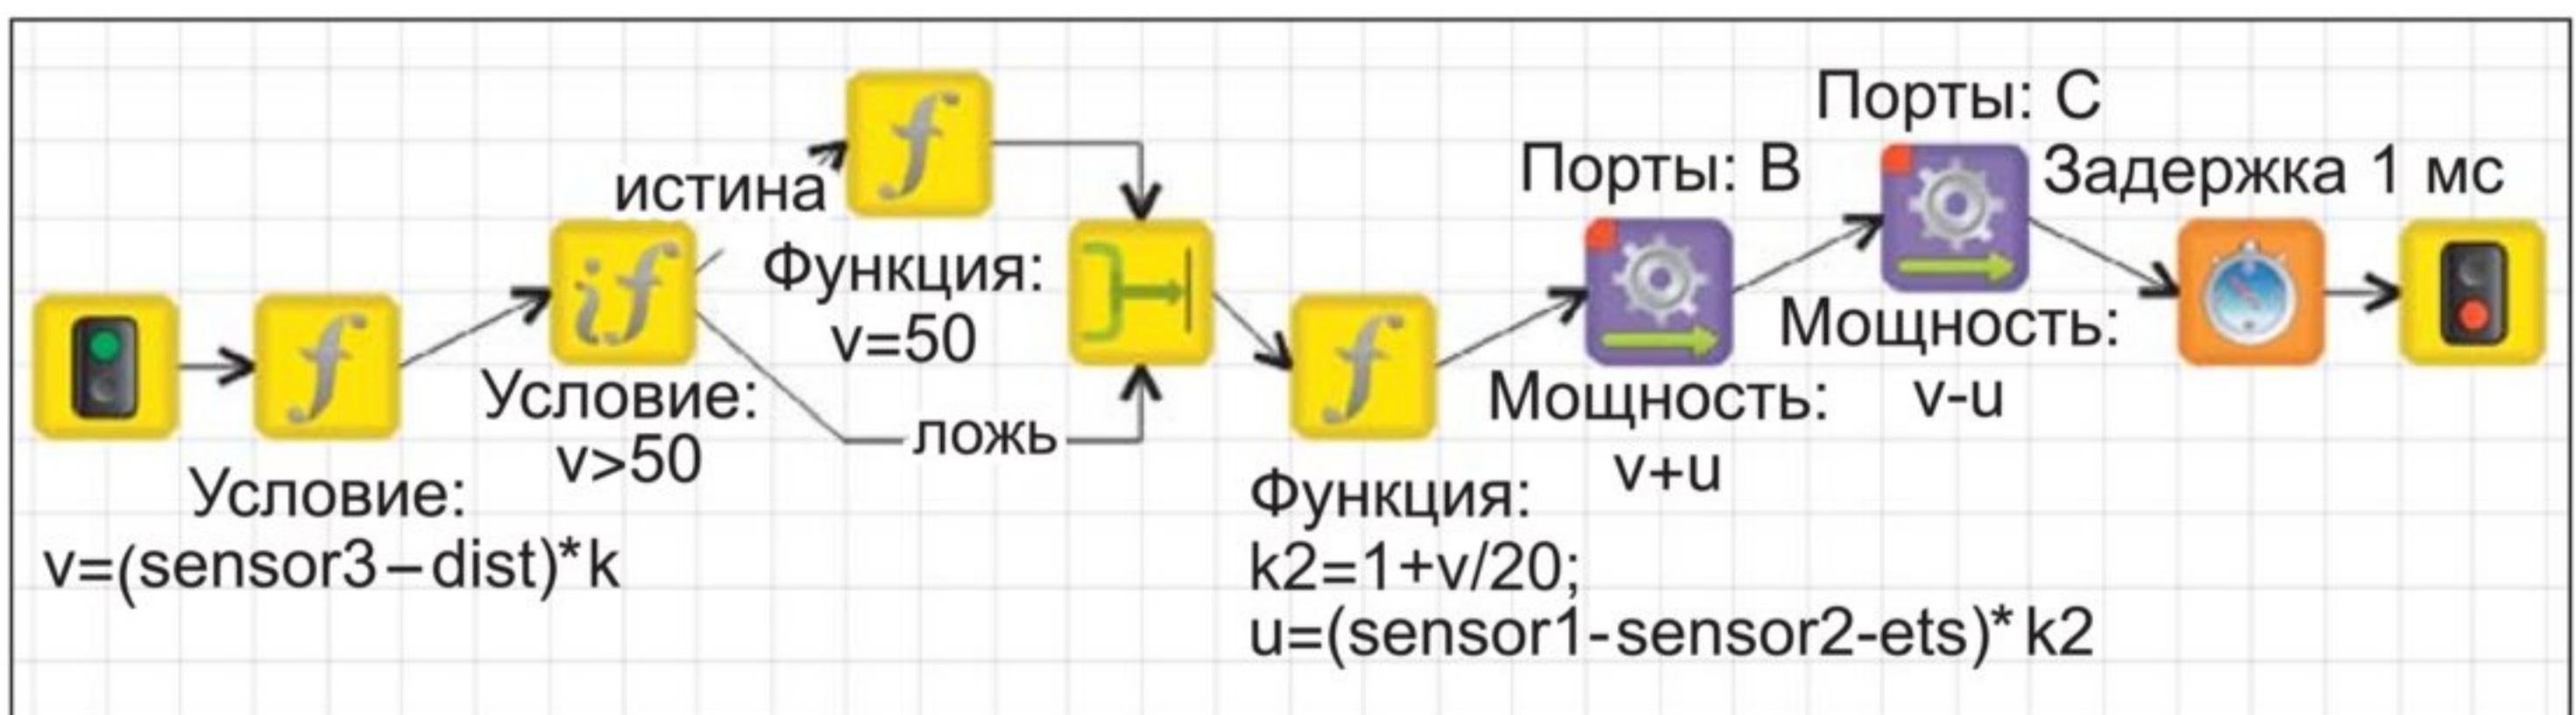 Условие:
v=(sensor3–dist)*k
Условие:
v>50
истина
Функция:
v=50
ложь
Функция:
k2=1+v/20;
u=(sensor1-sensor2-ets)*k2
Порты: B
Мощность:
v+u
Порты: C
Мощность:
v-u
Задержка 1 мс